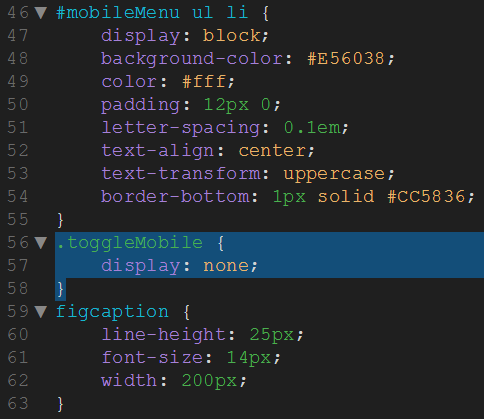 46 ▼ #mobileMenu ul li {
47     display: block;
48     background-color: #E56038;
49     color: #fff;
50     padding: 12px 0;
51     letter-spacing: 0.1em;
52     text-align: center;
53     text-transform: uppercase;
54     border-bottom: 1px solid #CC5836;
55 }
56 ▼ .toggleMobile {
57     display: none;
58 }
59 ▼ figcaption {
60     line-height: 25px;
61     font-size: 14px;
62     width: 200px;
63 }